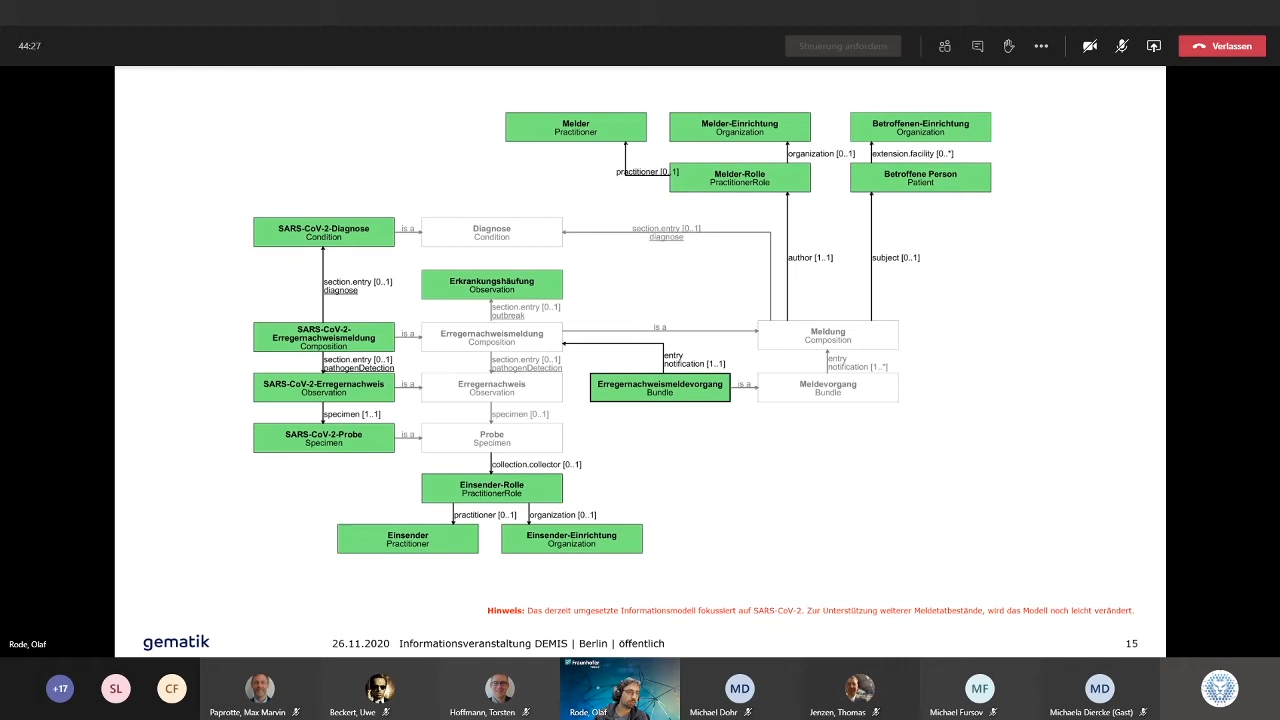 44:27
Steuerung anfordern
Verlassen
Melder
Practitioner
Melder-Einrichtung
Organization
Betroffenen-Einrichtung
Organization
practitioner [0..1]
organization [0..1]
extension.facility [0..*]
Melder-Rolle
PractitionerRole
Betroffene Person
Patient
SARS-CoV-2-Diagnose
Condition
is a
Diagnose
Condition
section.entry [0..1]
diagnose
author [1..1]
subject [0..1]
section.entry [0..1]
diagnose
Erkrankungshäufung
Observation
section.entry [0..1]
outbreak
SARS-CoV-2-
Erregernachweismeldung
Composition
is a
Erregernachweismeldung
Composition
is a
Meldung
Composition
section.entry [0..1]
pathogenDetection
section.entry [0..1]
pathogenDetection
entry
notification [1..1]
entry
notification [1..*]
SARS-CoV-2-Erregernachweis
Observation
is a
Erregernachweis
Observation
Erregernachweismeldevorgang
Bundle
is a
Meldevorgang
Bundle
specimen [1..1]
specimen [0..1]
SARS-CoV-2-Probe
Specimen
is a
Probe
Specimen
collection.collector [0..1]
Einsender-Rolle
PractitionerRole
practitioner [0..1]
organization [0..1]
Einsender
Practitioner
Einsender-Einrichtung
Organization
Hinweis: Das derzeit umgesetzte Informationsmodell fokussiert auf SARS-CoV-2. Zur Unterstützung weiterer Meldetatbestände, wird das Modell noch leicht verändert.
Rode, Olaf
gematik
26.11.2020 Informationsveranstaltung DEMIS | Berlin | öffentlich
15
+17
SL
CF
Paprotte, Max Marvin
Beckert, Uwe
Hoffmann, Torsten
Fraunhofer
Rode, Olaf
MD
Michael Dohr
Jenzen, Thomas
MF
Michael Fursov
MD
Michaela Diercke (Gast)